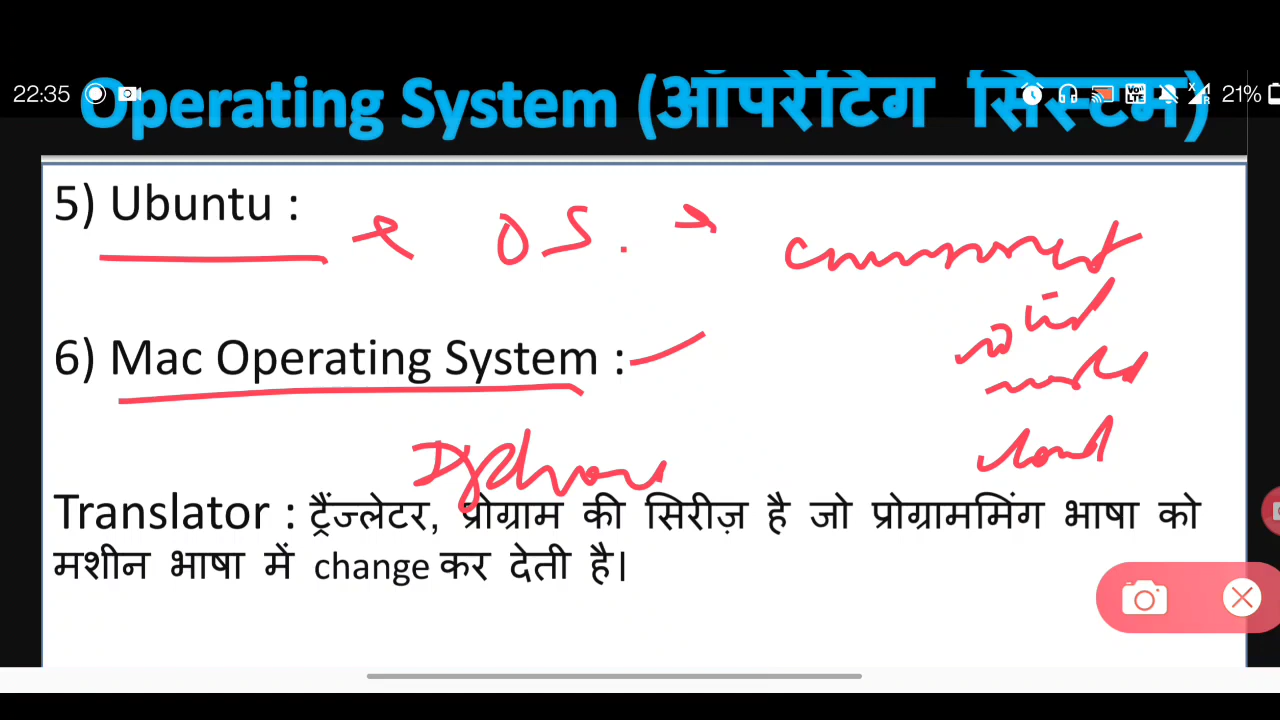 22:35 21%
Operating System (ऑपरेटिंग सिस्टम)
5) Ubuntu :
OS.
6) Mac Operating System :
Translator : ट्रैंज्लेटर, प्रोग्राम की सिरीज़ है जो प्रोग्राममिंग भाषा को
मशीन भाषा में change कर देती है।